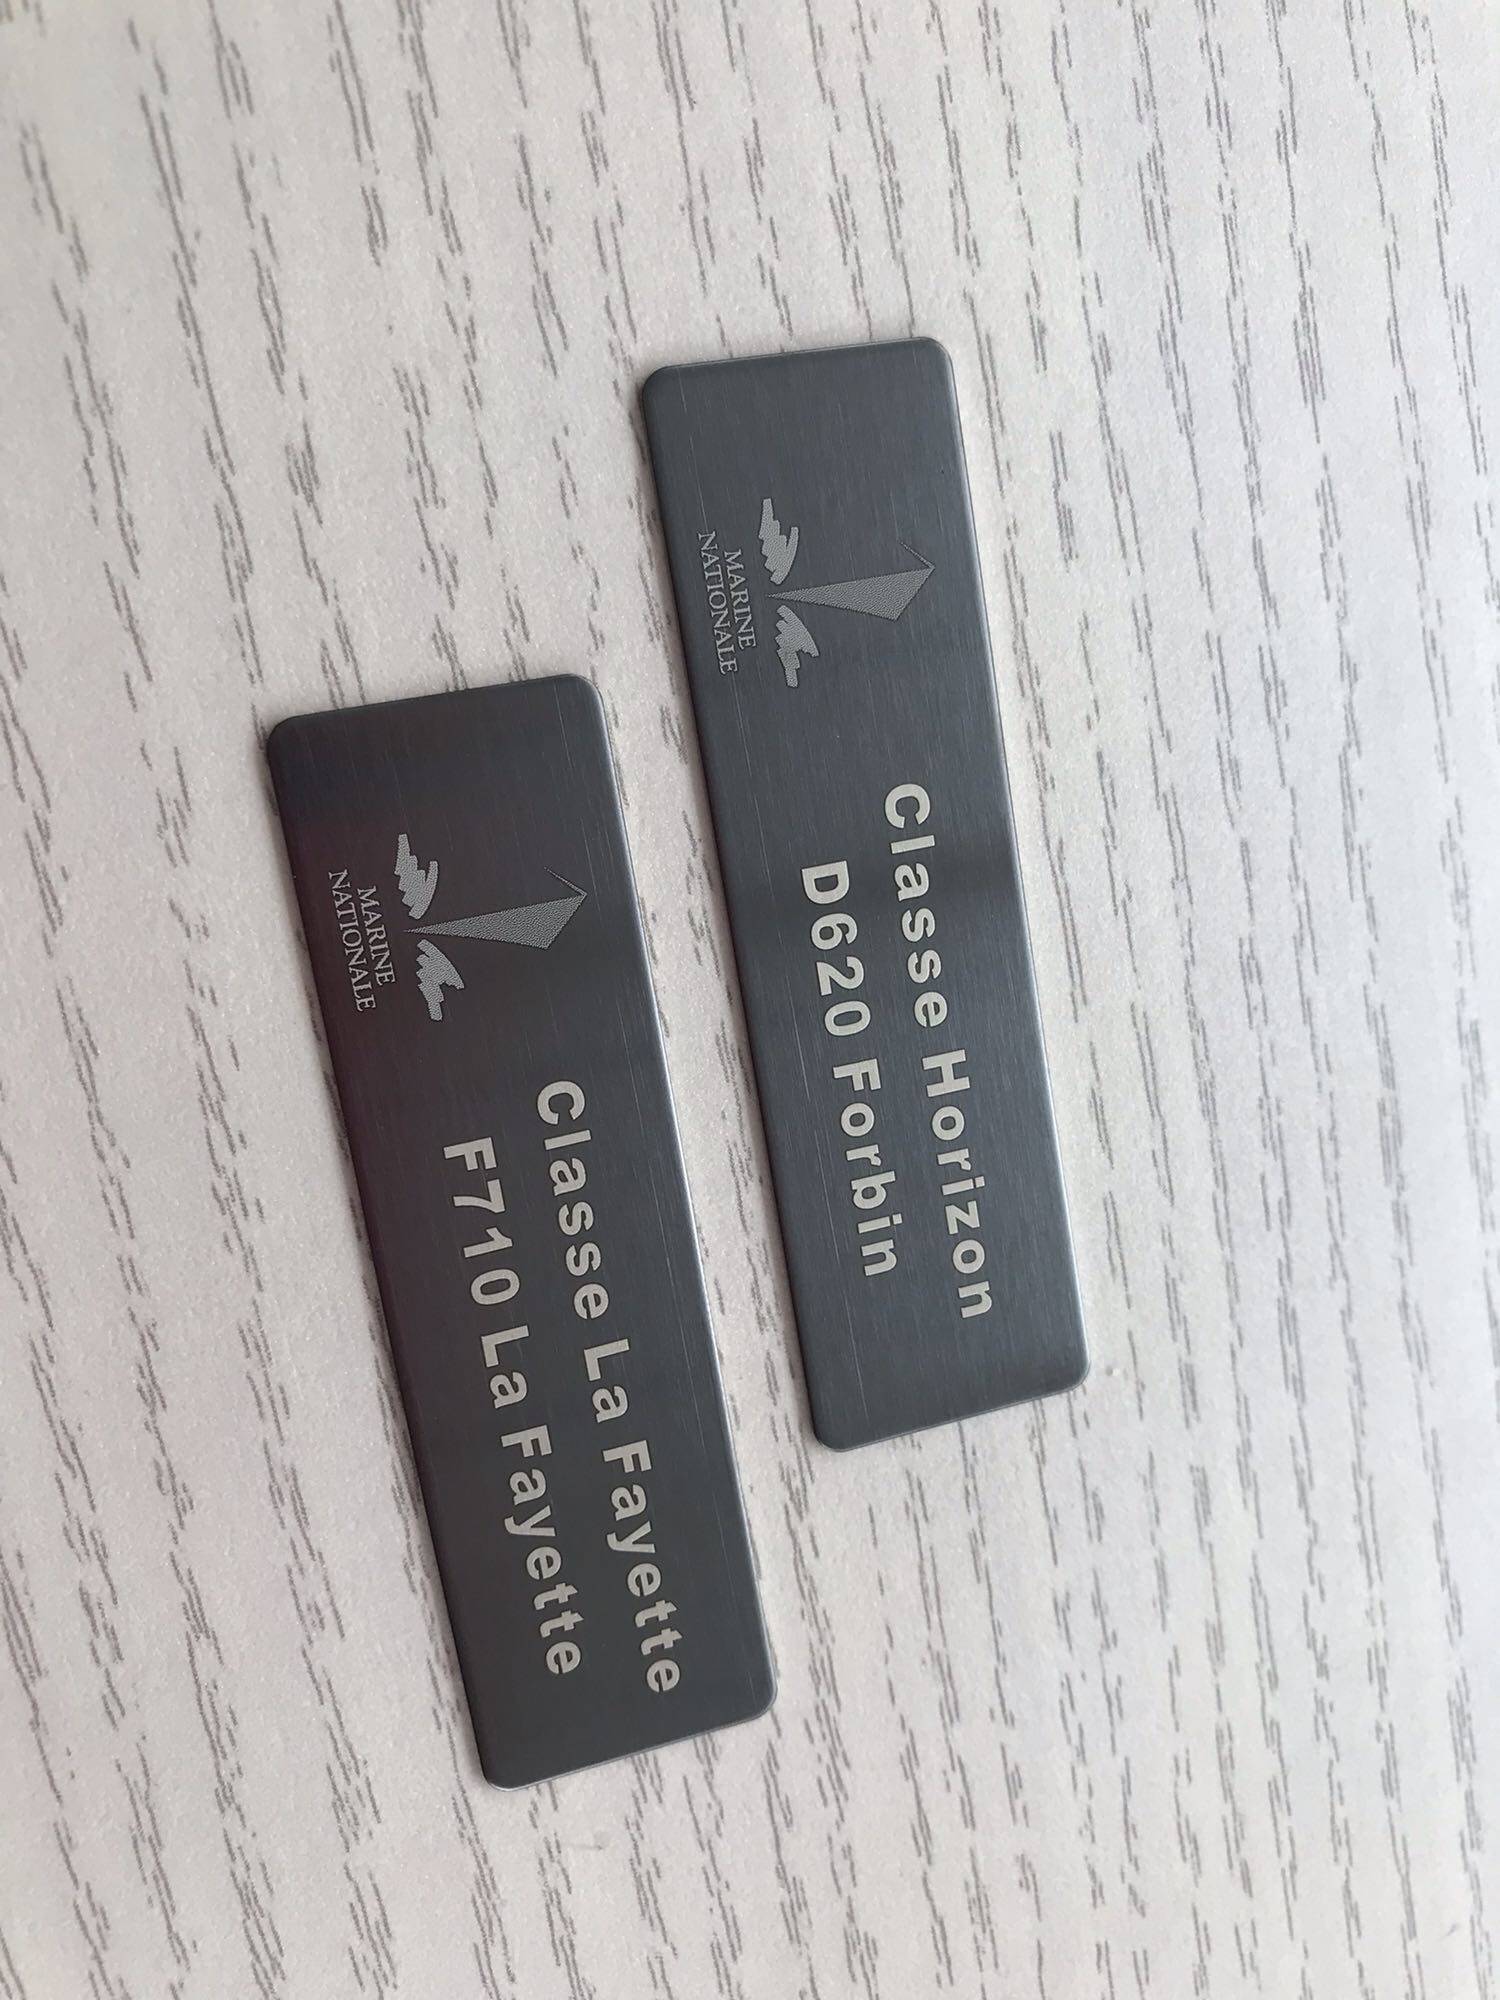 MARINE
NATIONALE
Classe Horizon
D620 Forbin
MARINE
NATIONALE
Classe La Fayette
F710 La Fayette